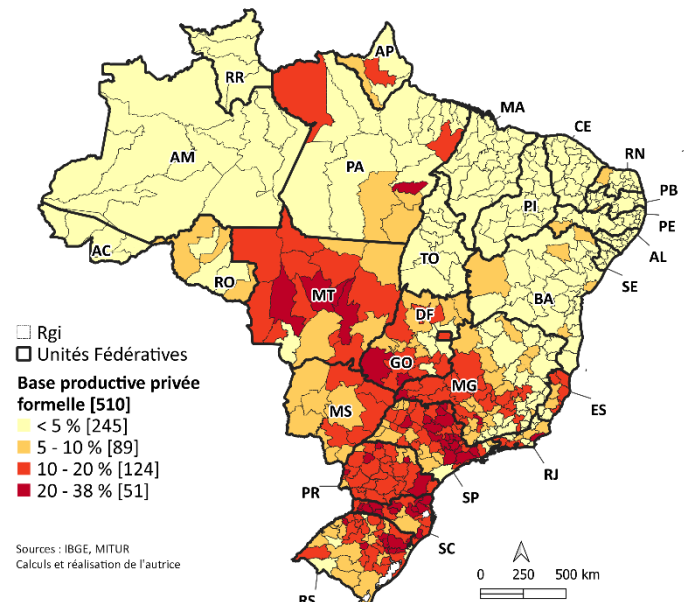 AP
RR
MA
CE
RN
AM
PA
PB
PI
PE
AC
TO
AL
RO
SE
MT
BA
DF
Rgi
Unités Fédératives
GO
Base productive privée
formelle [510]
MG
< 5 % [245]
MS
ES
5 - 10 % [89]
10 - 20 % [124]
RJ
20 - 38 % [51]
PR
SP
SC
Sources : IBGE, MITUR
Calculs et réalisation de l'autrice
0 250 500 km
RS